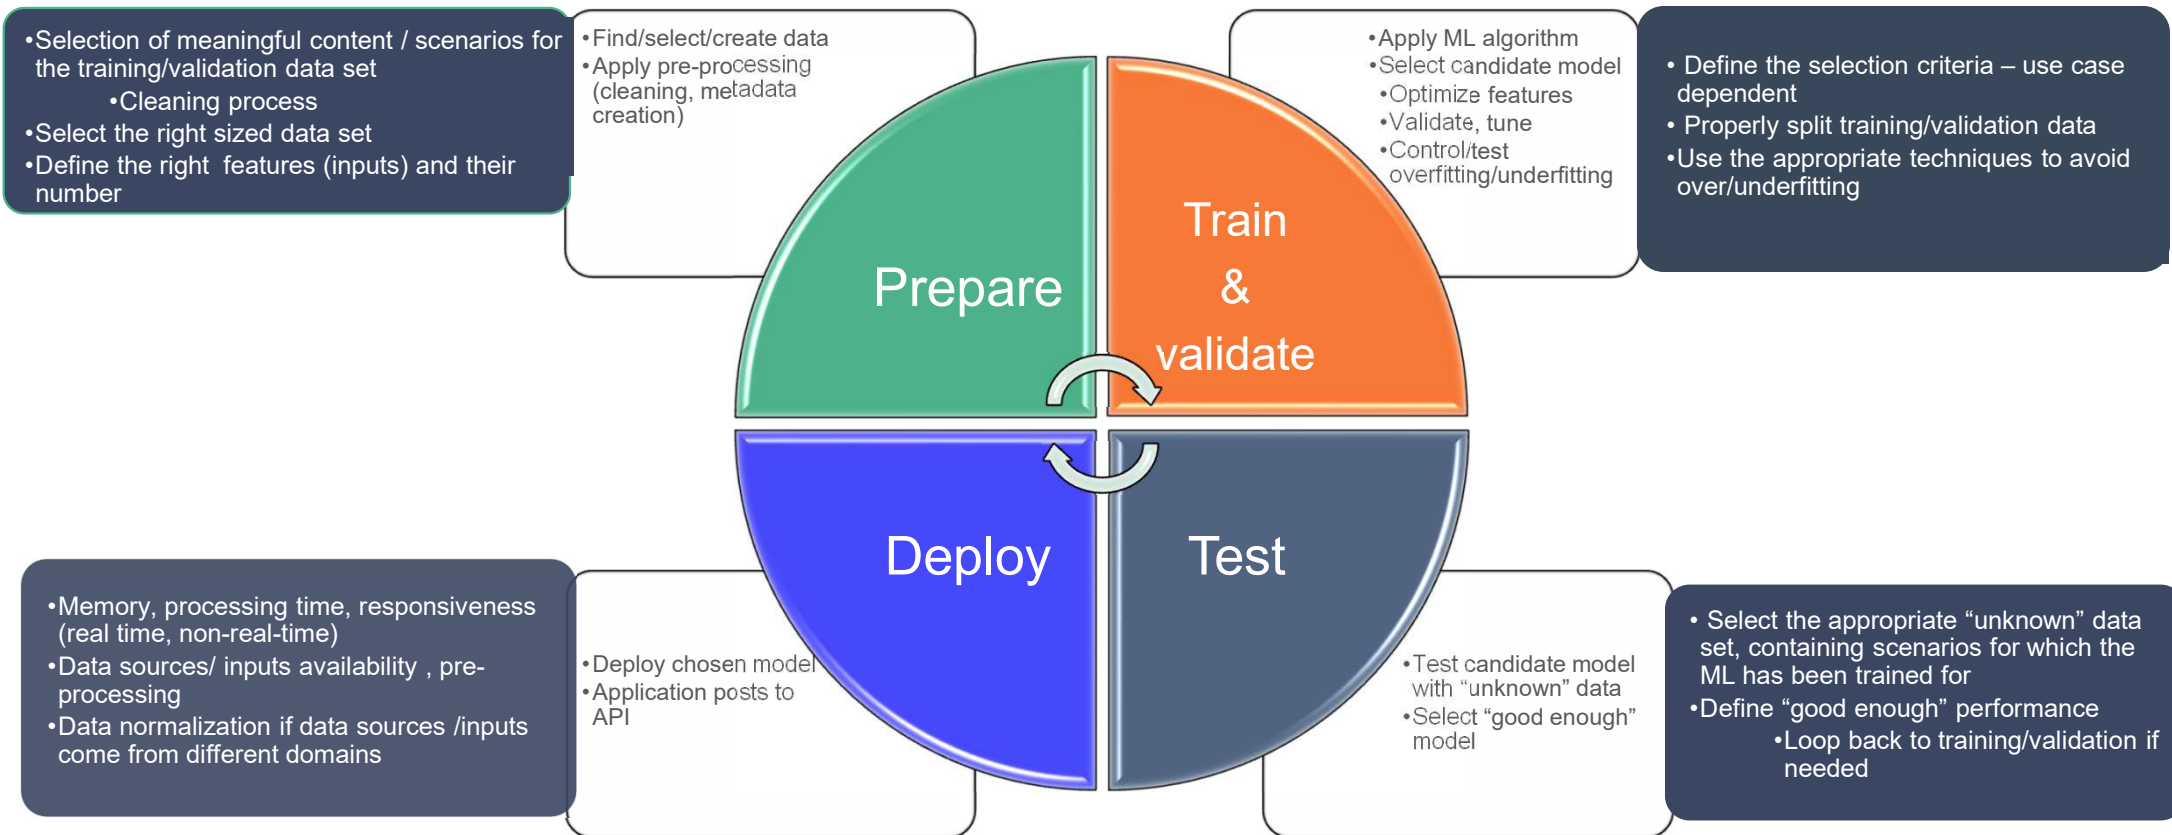 •Selection of meaningful content / scenarios for
the training/validation data set
•Cleaning process
•Select the right sized data set
•Define the right  features (inputs) and their
number
•Find/select/create data
•Apply pre-processing
(cleaning, metadata
creation)
•Apply ML algorithm
•Select candidate model
•Optimize features
•Validate, tune
•Control/test
overfitting/underfitting
• Define the selection criteria – use case
dependent
• Properly split training/validation data
•Use the appropriate techniques to avoid
over/underfitting
Prepare
Train
&
validate
Deploy
Test
•Memory, processing time, responsiveness
(real time, non-real-time)
•Data sources/ inputs availability , pre-
processing
•Data normalization if data sources /inputs
come from different domains
•Deploy chosen model
•Application posts to
API
•Test candidate model
with “unknown” data
•Select “good enough”
model
• Select the appropriate “unknown” data
set, containing scenarios for which the
ML has been trained for
•Define “good enough” performance
•Loop back to training/validation if
needed